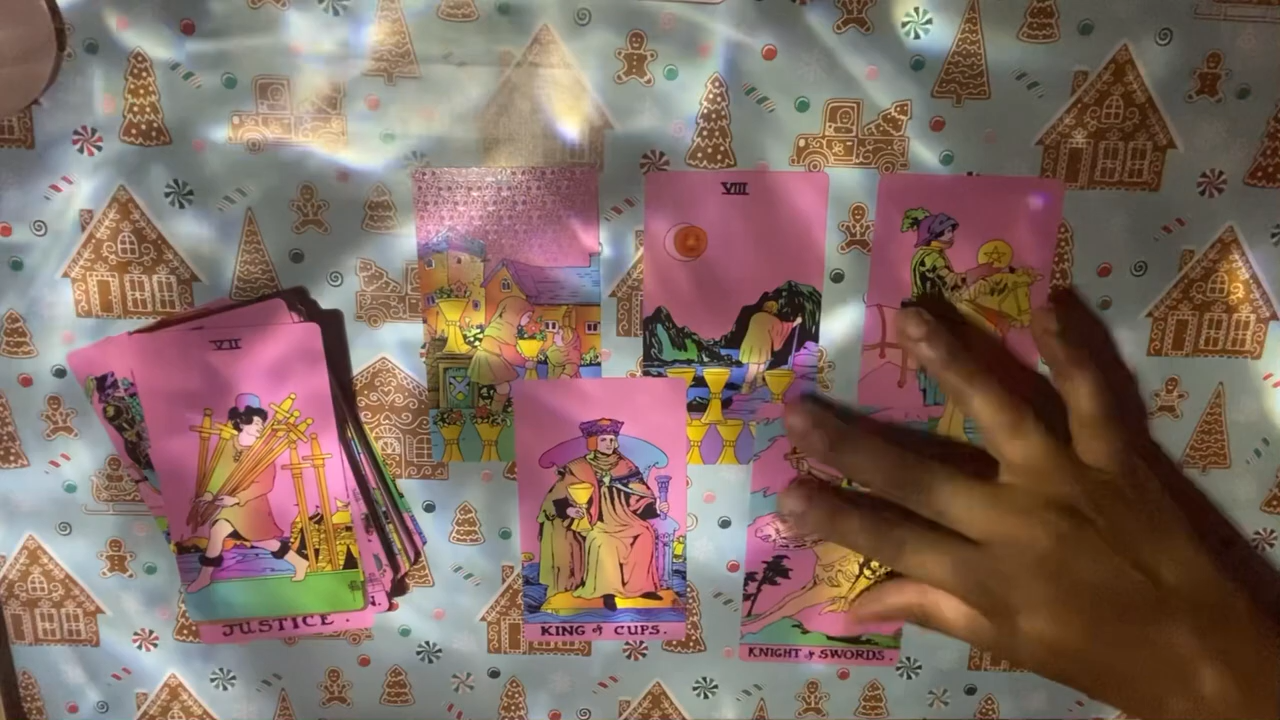 VIII
VII
JUSTICE.
KING of CUPS.
KNIGHT of SWORDS.